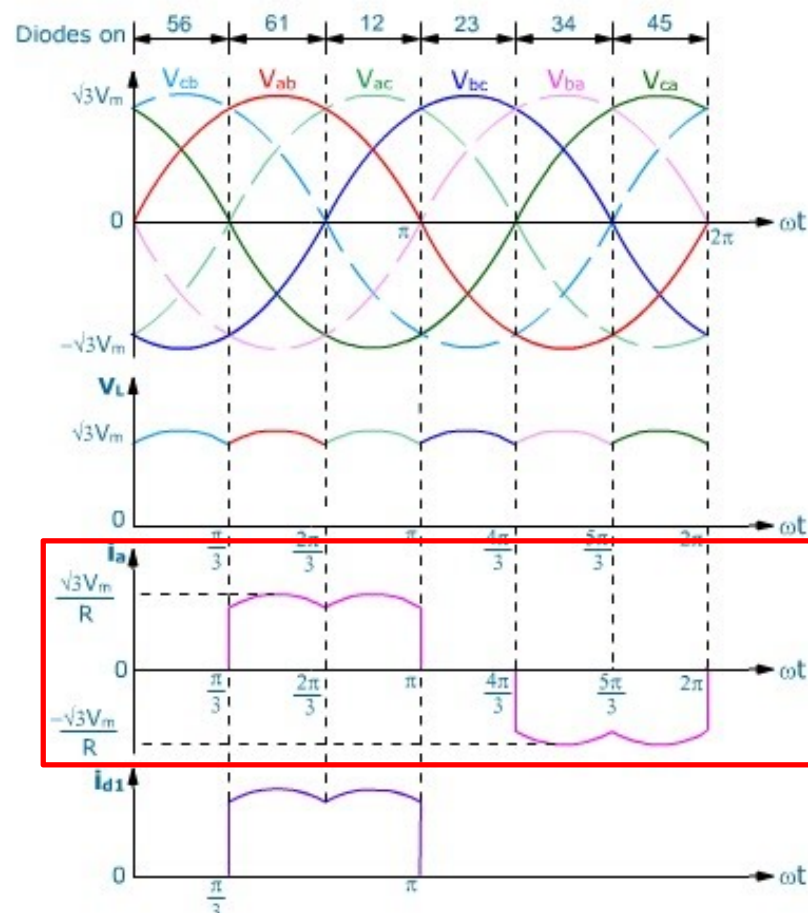 Diodes on 56 61 12 23 34 45
√3Vm Vcb Vab Vac Vbc Vba Vca
0 π 2π ωt
−√3Vm
VL
√3Vm
0 ωt
π/3 2π/3 π 4π/3 5π/3 2π
ia
√3Vm/R
0 ωt
π/3 2π/3 π 4π/3 5π/3 2π
−√3Vm/R
id1
0 ωt
π/3 π